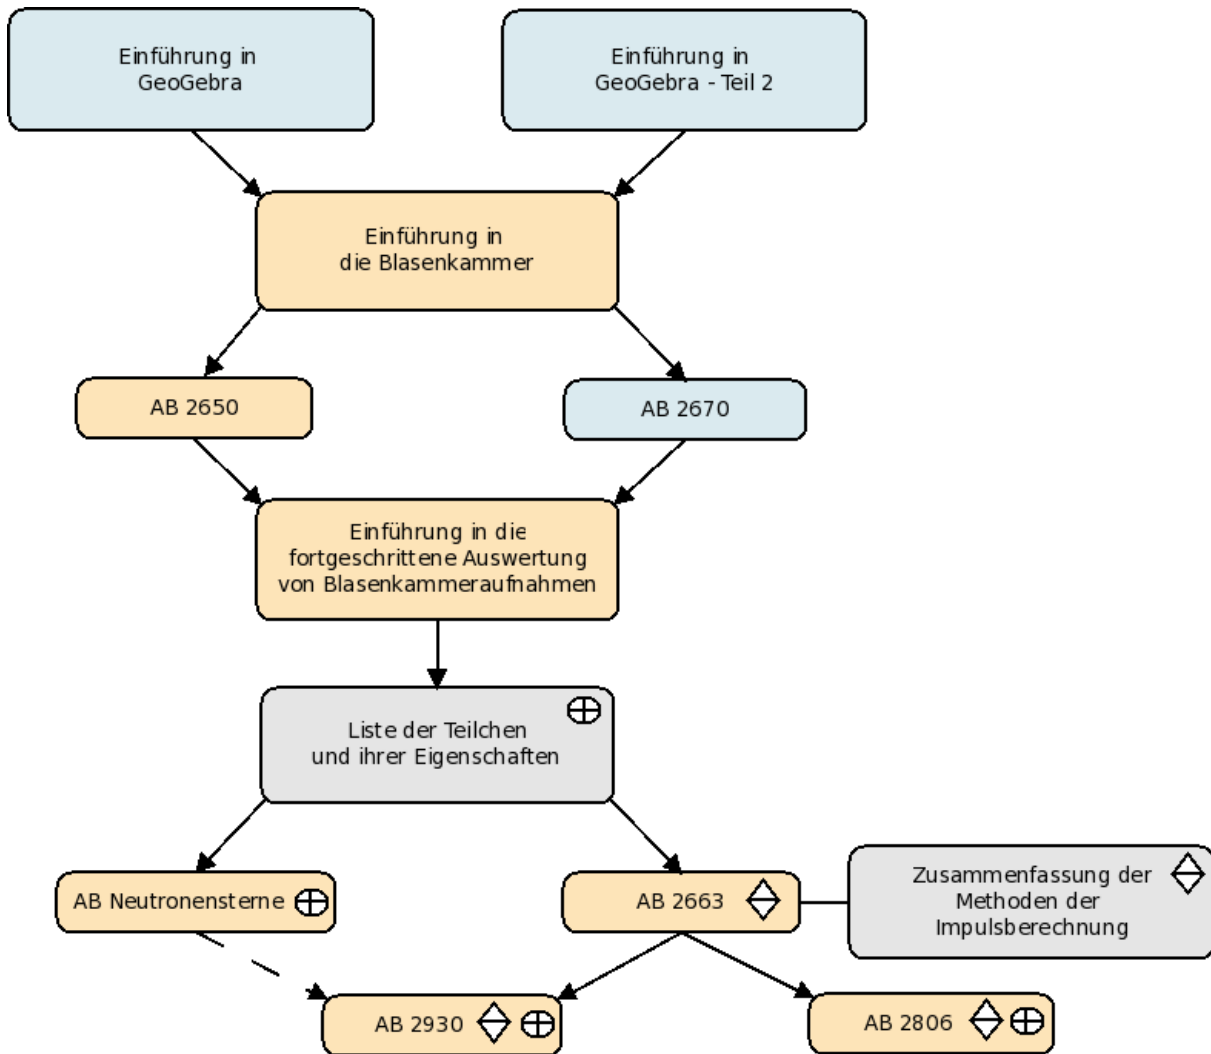 Einführung in
GeoGebra
Einführung in
GeoGebra - Teil 2
Einführung in
die Blasenkammer
AB 2650
AB 2670
Einführung in die
fortgeschrittene Auswertung
von Blasenkammeraufnahmen
Liste der Teilchen
und ihrer Eigenschaften
AB Neutronensterne
AB 2663
Zusammenfassung der
Methoden der
Impulsberechnung
AB 2930
AB 2806